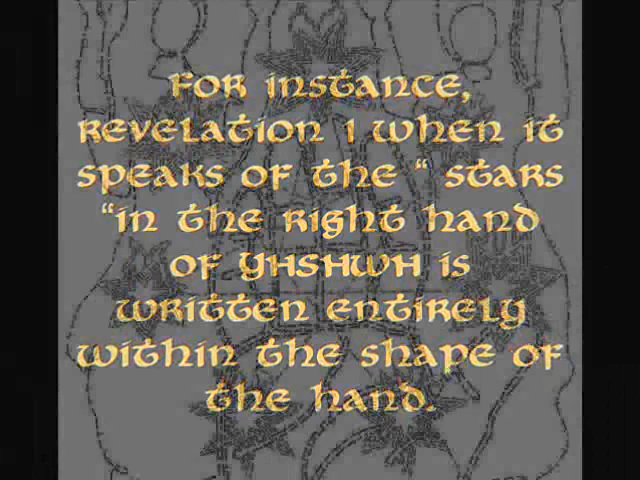 For instance,
Revelation 1 when it
speaks of the “ stars
“in the right hand
of YHSHWH is
written entirely
within the shape of
the hand.